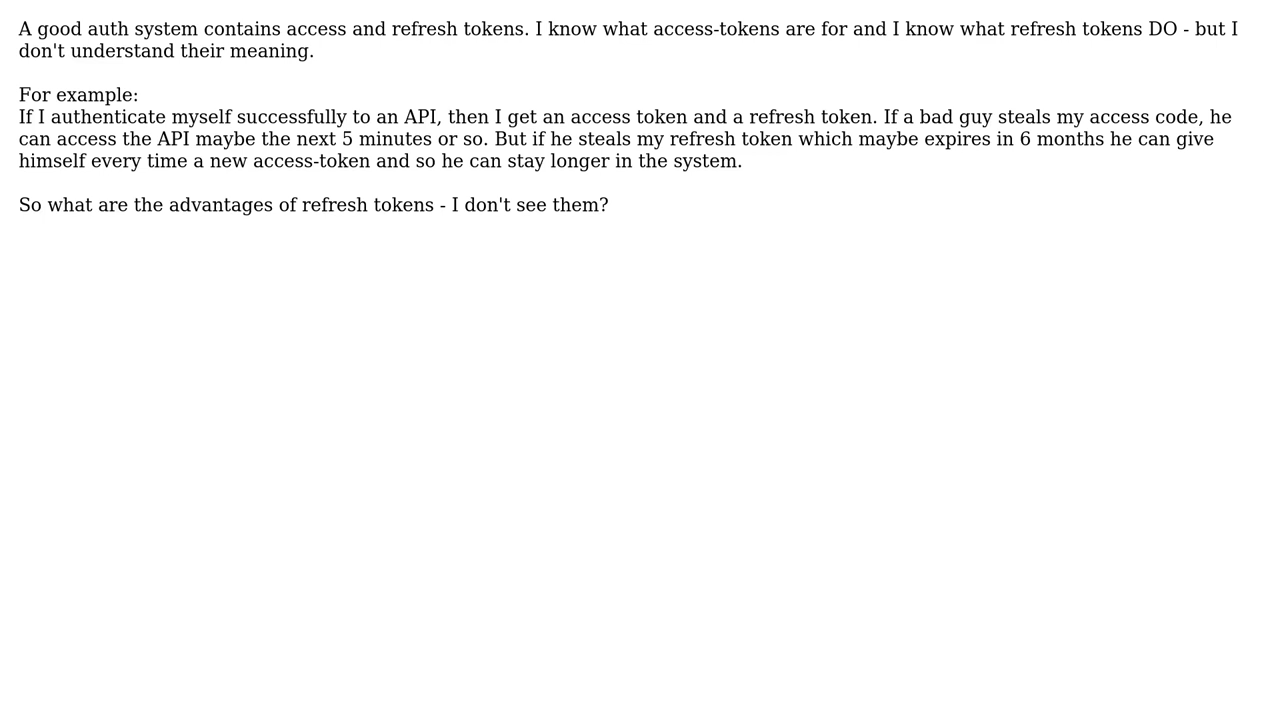 A good auth system contains access and refresh tokens. I know what access-tokens are for and I know what refresh tokens DO - but I
don't understand their meaning.
For example:
If I authenticate myself successfully to an API, then I get an access token and a refresh token. If a bad guy steals my access code, he
can access the API maybe the next 5 minutes or so. But if he steals my refresh token which maybe expires in 6 months he can give
himself every time a new access-token and so he can stay longer in the system.
So what are the advantages of refresh tokens - I don't see them?